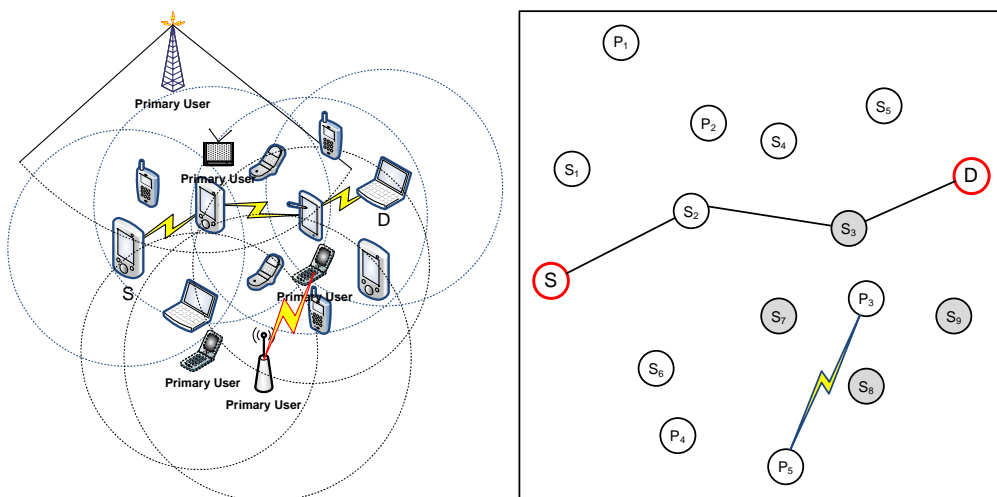 Primary User
Primary User
D
S
Primary User
Primary User
Primary User
P1
P2
S5
S4
S1
D
S2
S3
S
P3
S7
S9
S6
S8
P4
P5